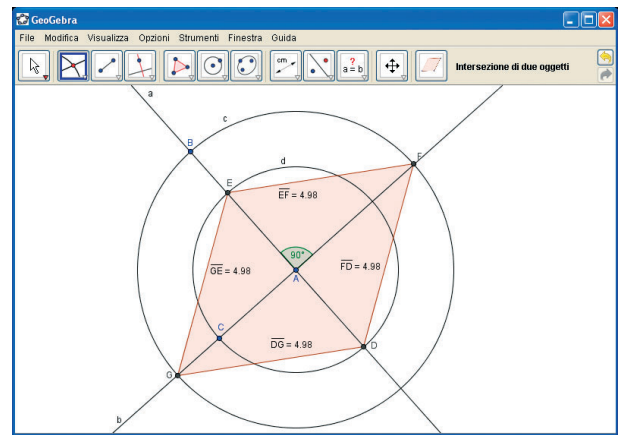 GeoGebra
File Modifica Visualizza Opzioni Strumenti Finestra Guida
cm
?
a = b
Intersezione di due oggetti
a
c
B
F
d
E
EF = 4.98
90°
GE = 4.98
FD = 4.98
A
C
DG = 4.98
D
G
b